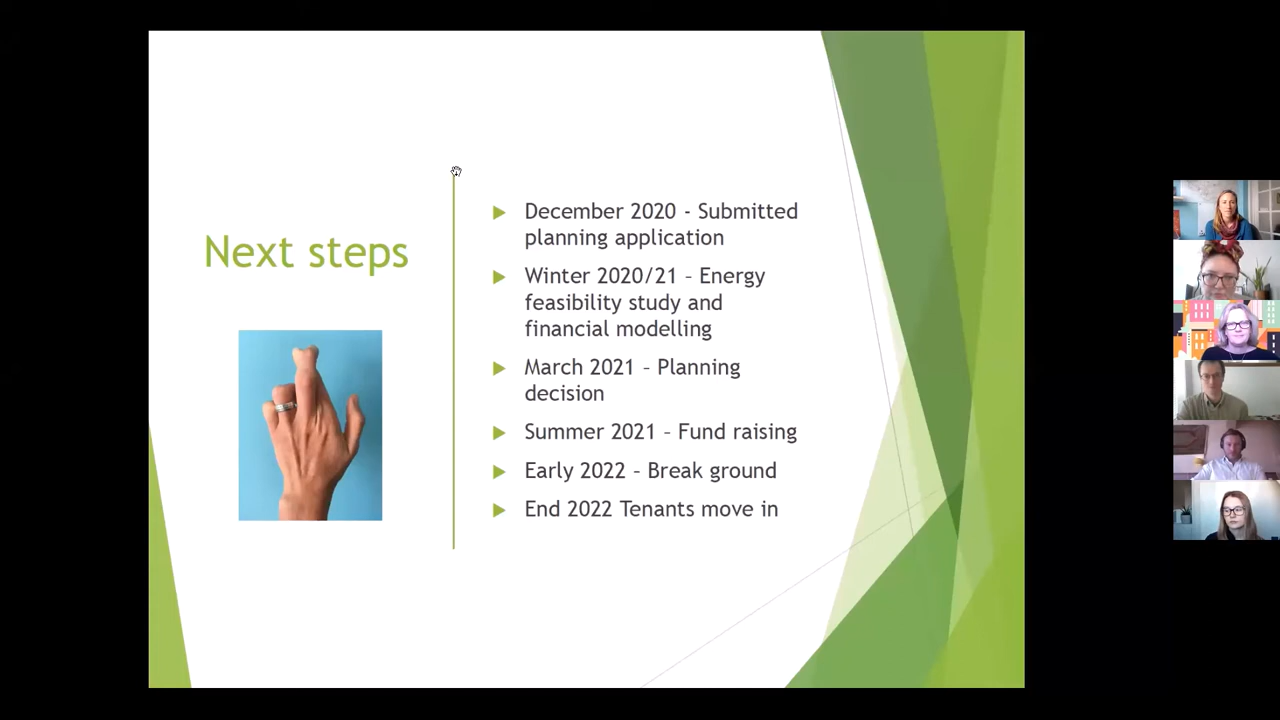 Next steps
December 2020 - Submitted
planning application
Winter 2020/21 – Energy
feasibility study and
financial modelling
March 2021 – Planning
decision
Summer 2021 – Fund raising
Early 2022 – Break ground
End 2022 Tenants move in